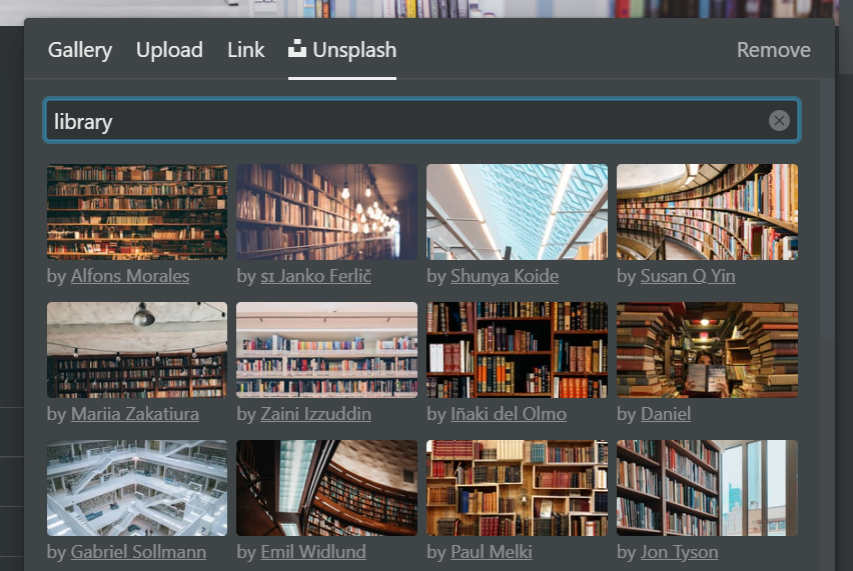 Gallery Upload Link Unsplash Remove
library
by Alfons Morales by sɪ Janko Ferlič by Shunya Koide by Susan Q Yin
by Mariia Zakatiura by Zaini Izzuddin by Iñaki del Olmo by Daniel
by Gabriel Sollmann by Emil Widlund by Paul Melki by Jon Tyson